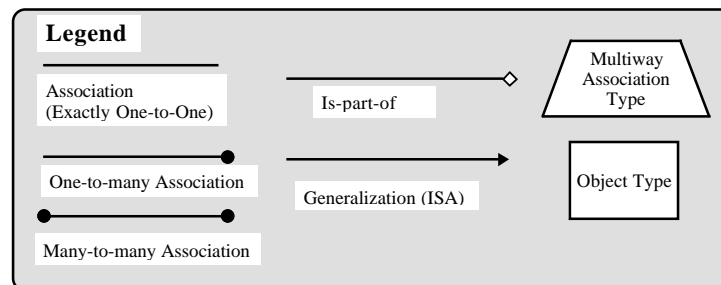 Legend
Association
(Exactly One-to-One)
One-to-many Association
Many-to-many Association
Is-part-of
Generalization (ISA)
Multiway
Association
Type
Object Type